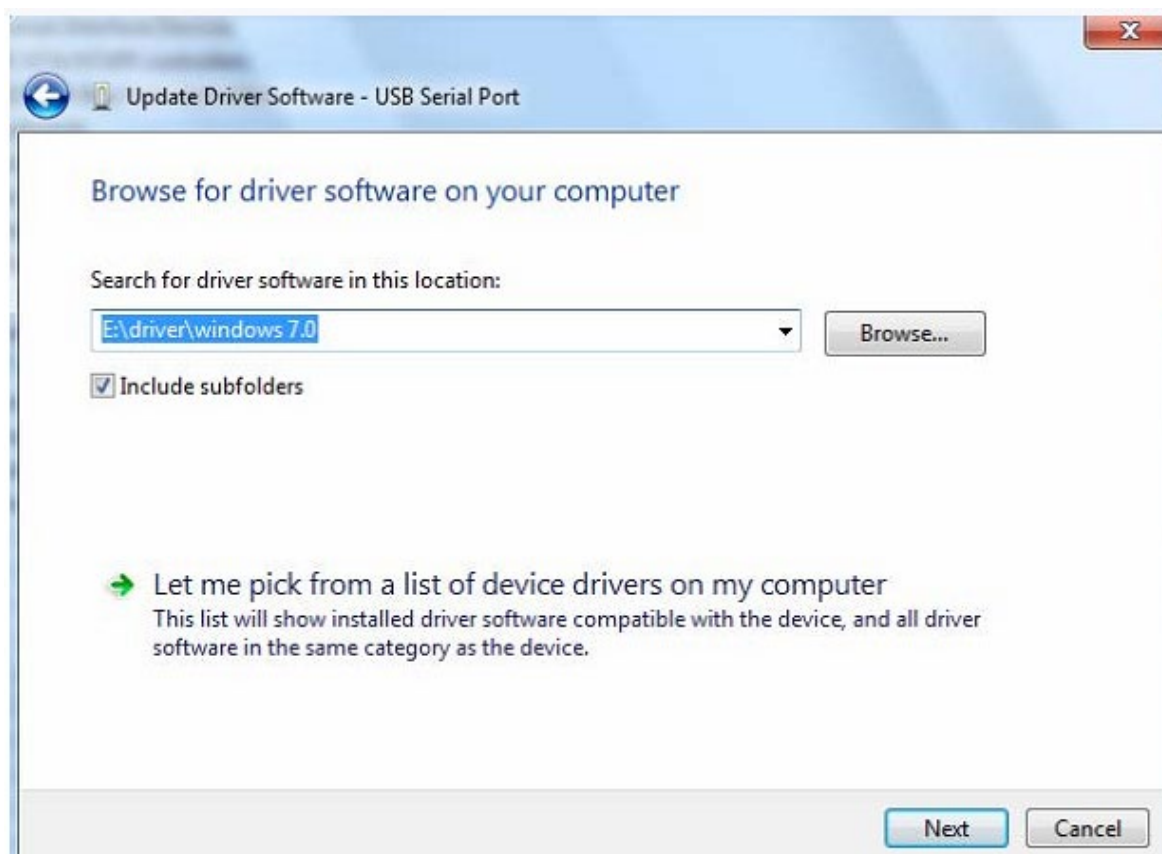 X
Update Driver Software - USB Serial Port
Browse for driver software on your computer
Search for driver software in this location:
E:\driver\windows 7.0
Browse...
Include subfolders
Let me pick from a list of device drivers on my computer
This list will show installed driver software compatible with the device, and all driver
software in the same category as the device.
Next
Cancel